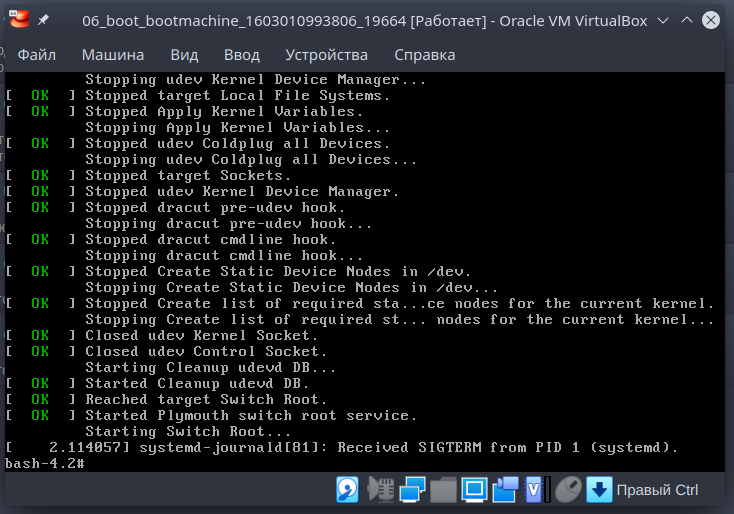 06_boot_bootmachine_1603010993806_19664 [Работает] - Oracle VM VirtualBox
Файл Машина Вид Ввод Устройства Справка
Stopping udev Kernel Device Manager...
[  OK  ] Stopped target Local File Systems.
[  OK  ] Stopped Apply Kernel Variables.
Stopping Apply Kernel Variables...
[  OK  ] Stopped udev Coldplug all Devices.
Stopping udev Coldplug all Devices...
[  OK  ] Stopped target Sockets.
[  OK  ] Stopped udev Kernel Device Manager.
[  OK  ] Stopped dracut pre-udev hook.
Stopping dracut pre-udev hook...
[  OK  ] Stopped dracut cmdline hook.
Stopping dracut cmdline hook...
[  OK  ] Stopped Create Static Device Nodes in /dev.
Stopping Create Static Device Nodes in /dev...
[  OK  ] Stopped Create list of required sta...ce nodes for the current kernel.
Stopping Create list of required st... nodes for the current kernel...
[  OK  ] Closed udev Kernel Socket.
[  OK  ] Closed udev Control Socket.
Starting Cleanup udevd DB...
[  OK  ] Started Cleanup udevd DB.
[  OK  ] Reached target Switch Root.
[  OK  ] Started Plymouth switch root service.
Starting Switch Root...
[    2.114057] systemd-journald[81]: Received SIGTERM from PID 1 (systemd).
bash-4.2#
Правый Ctrl